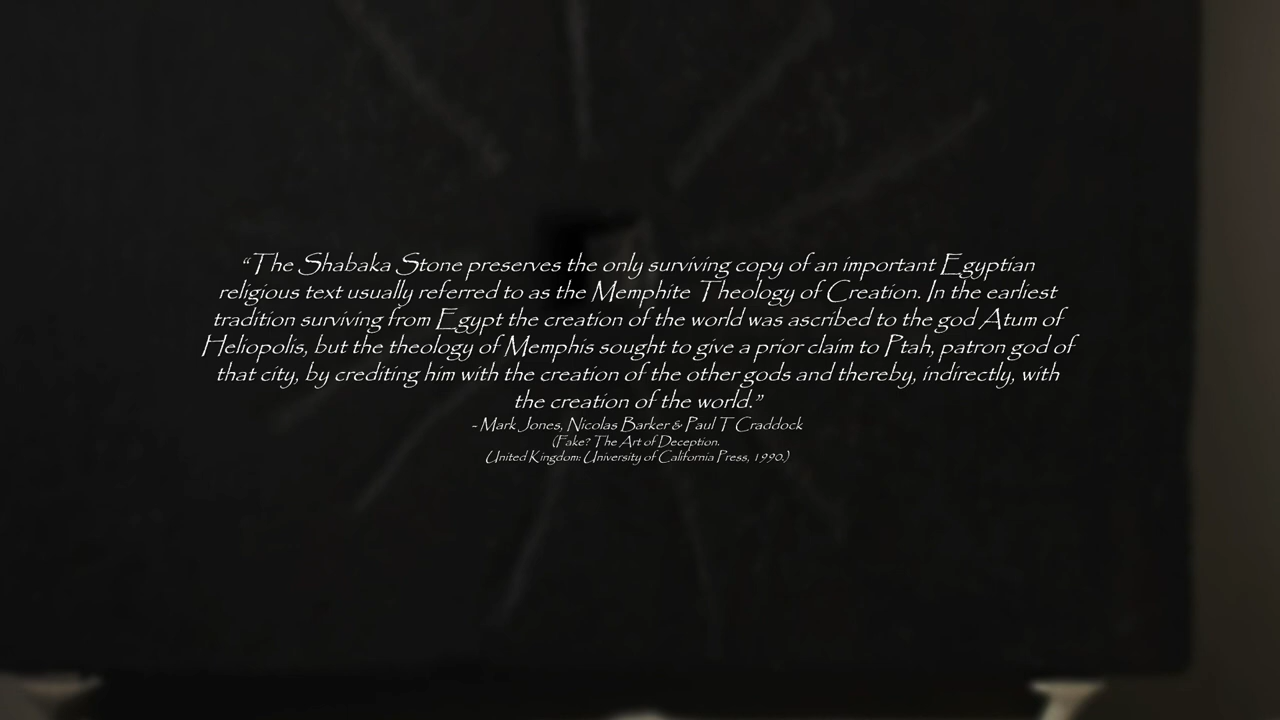 “The Shabaka Stone preserves the only surviving copy of an important Egyptian
religious text usually referred to as the Memphite Theology of Creation. In the earliest
tradition surviving from Egypt the creation of the world was ascribed to the god Atum of
Heliopolis, but the theology of Memphis sought to give a prior claim to Ptah, patron god of
that city, by crediting him with the creation of the other gods and thereby, indirectly, with
the creation of the world.”
- Mark Jones, Nicolas Barker & Paul T Craddock
(Fake? The Art of Deception.
United Kingdom: University of California Press, 1990.)